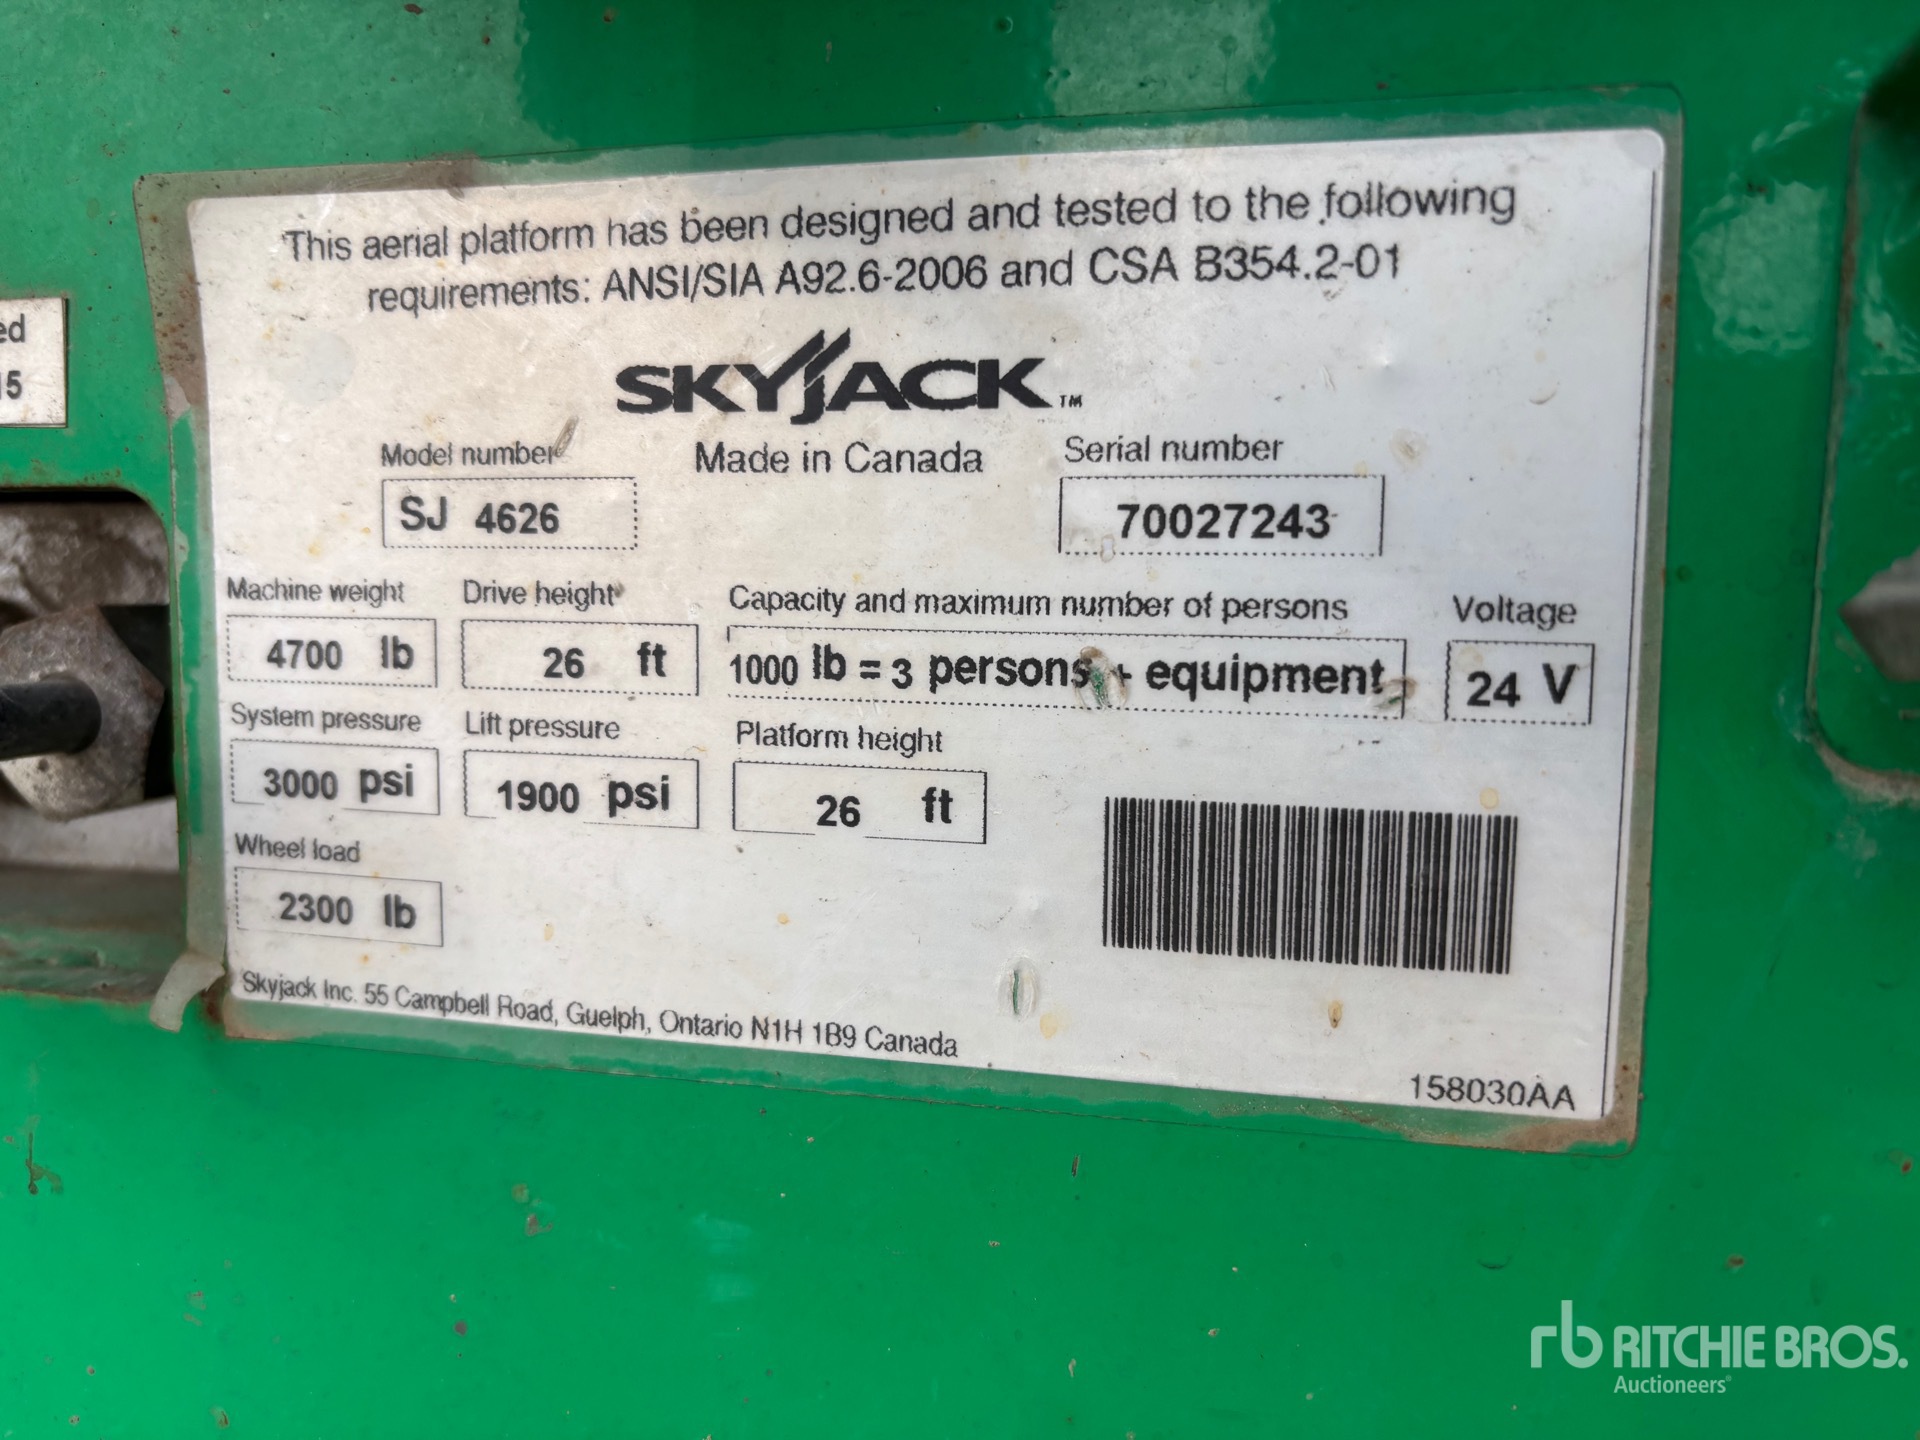 This aerial platform has been designed and tested to the following
requirements: ANSI/SIA A92.6-2006 and CSA B354.2-01
ed
15
SKYJACK™
Model number
Made in Canada
Serial number
SJ 4626
70027243
Machine weight
Drive height
Capacity and maximum number of persons
Voltage
4700 lb
26 ft
1000 lb = 3 persons + equipment
24 V
System pressure
Lift pressure
Platform height
3000 psi
1900 psi
26 ft
Wheel load
2300 lb
Skyjack Inc. 55 Campbell Road, Guelph, Ontario N1H 1B9 Canada
158030AA
rb RITCHIE BROS.
Auctioneers®